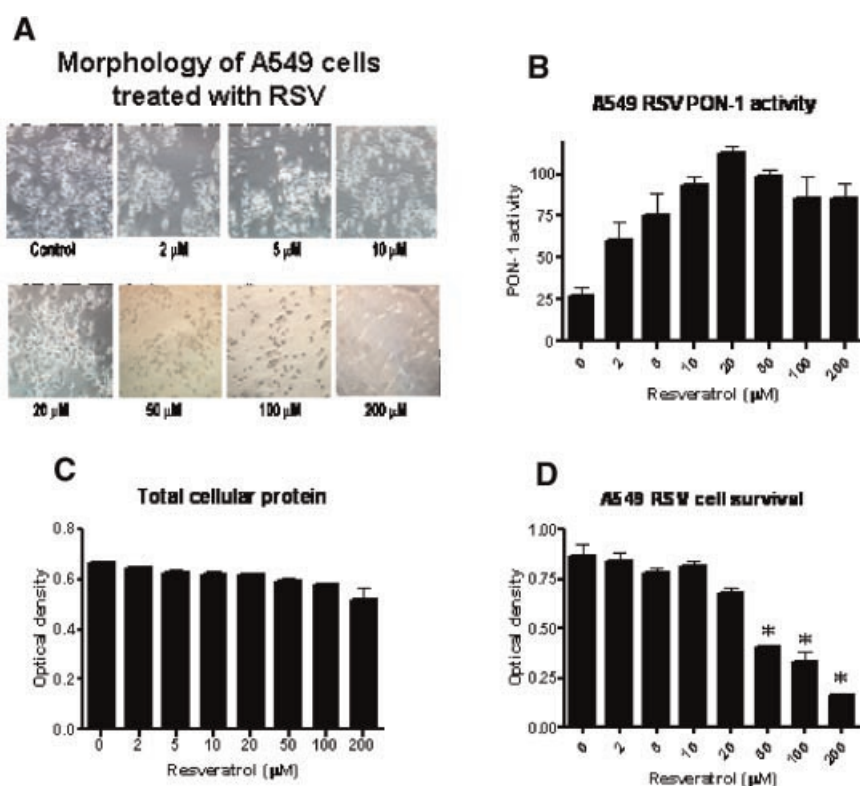 A
Morphology of A549 cells
treated with RSV
Control
2 μM
5 μM
10 μM
20 μM
50 μM
100 μM
200 μM
B
A549 RSV PON-1 activity
PON-1 activity
100
75
50
25
0
0 2 5 10 20 50 100 200
Resveratrol (μM)
C
Total cellular protein
Optical density
0.8
0.6
0.4
0.2
0.0
0 2 5 10 20 50 100 200
Resveratrol (μM)
D
A549 RSV cell survival
Optical density
1.00
0.75
0.50
0.25
0.00
* * *
0 2 5 10 20 50 100 200
Resveratrol (μM)